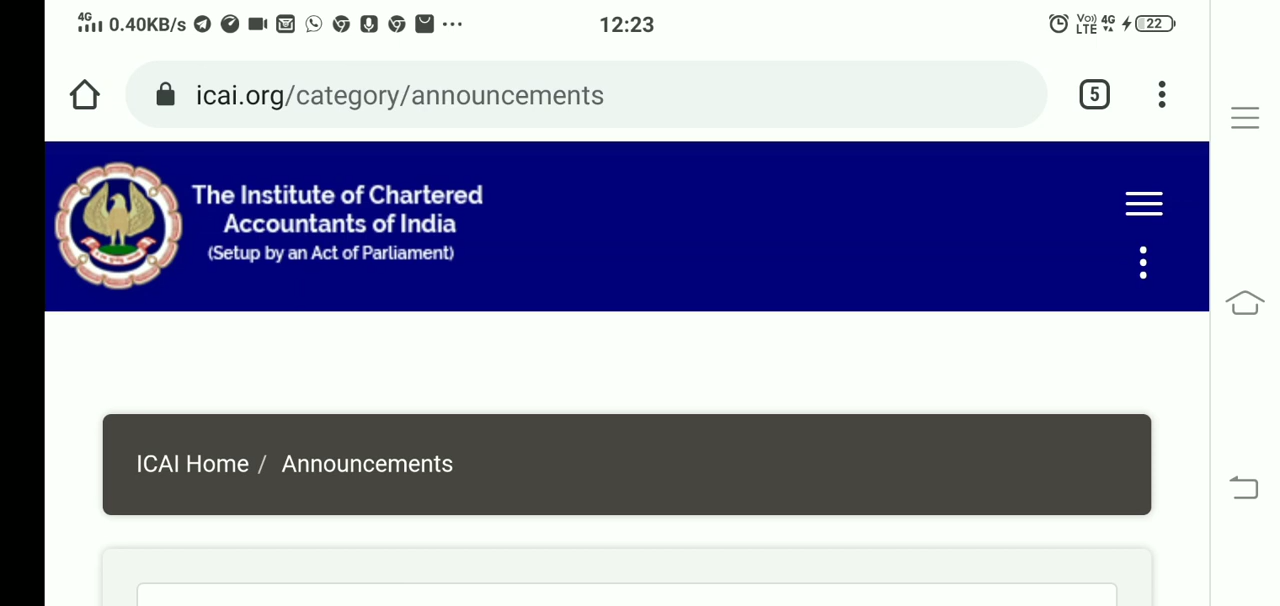 4G 0.40KB/s ... 12:23 Vo)) LTE 4G 22
icai.org/category/announcements 5
The Institute of Chartered
Accountants of India
(Setup by an Act of Parliament)
ICAI Home / Announcements